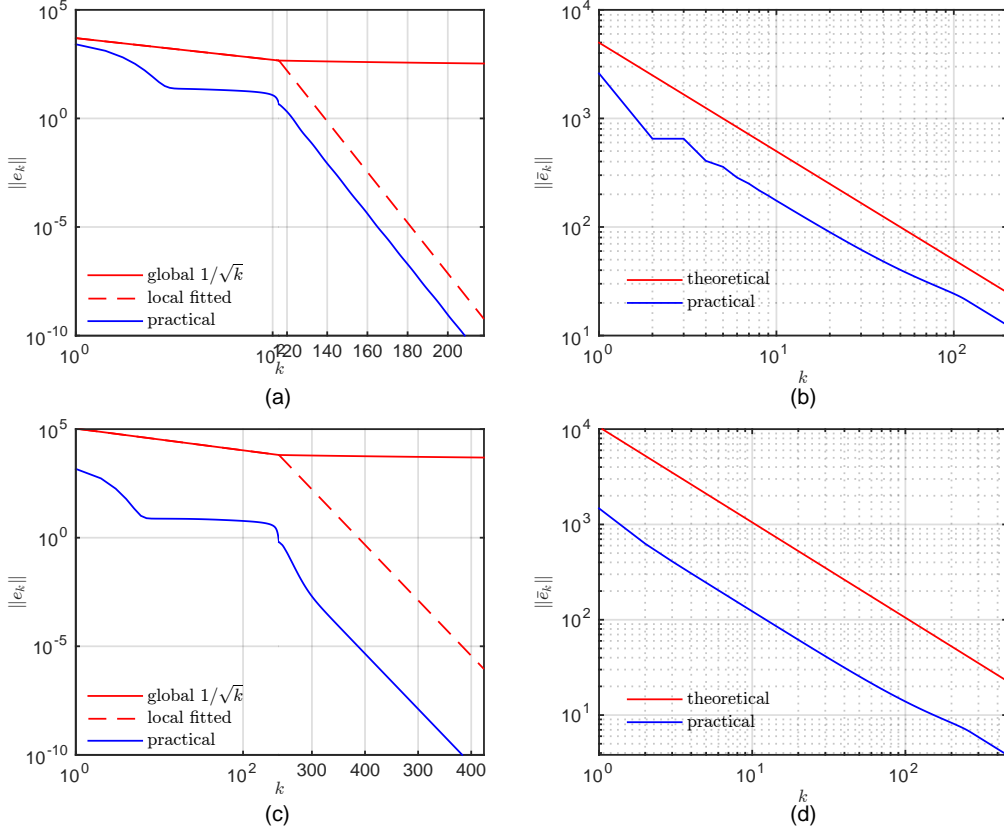 10^5
10^0
10^-5
10^-10
‖e_k‖
global 1/√k
local fitted
practical
10^0 10^2 120 140 160 180 200
k
(a)
10^4
10^3
10^2
10^1
‖ē_k‖
theoretical
practical
10^0 10^1 10^2
k
(b)
10^5
10^0
10^-5
10^-10
‖e_k‖
global 1/√k
local fitted
practical
10^0 10^2 300 400 300 400
k
(c)
10^4
10^3
10^2
10^1
‖ē_k‖
theoretical
practical
10^0 10^1 10^2
k
(d)